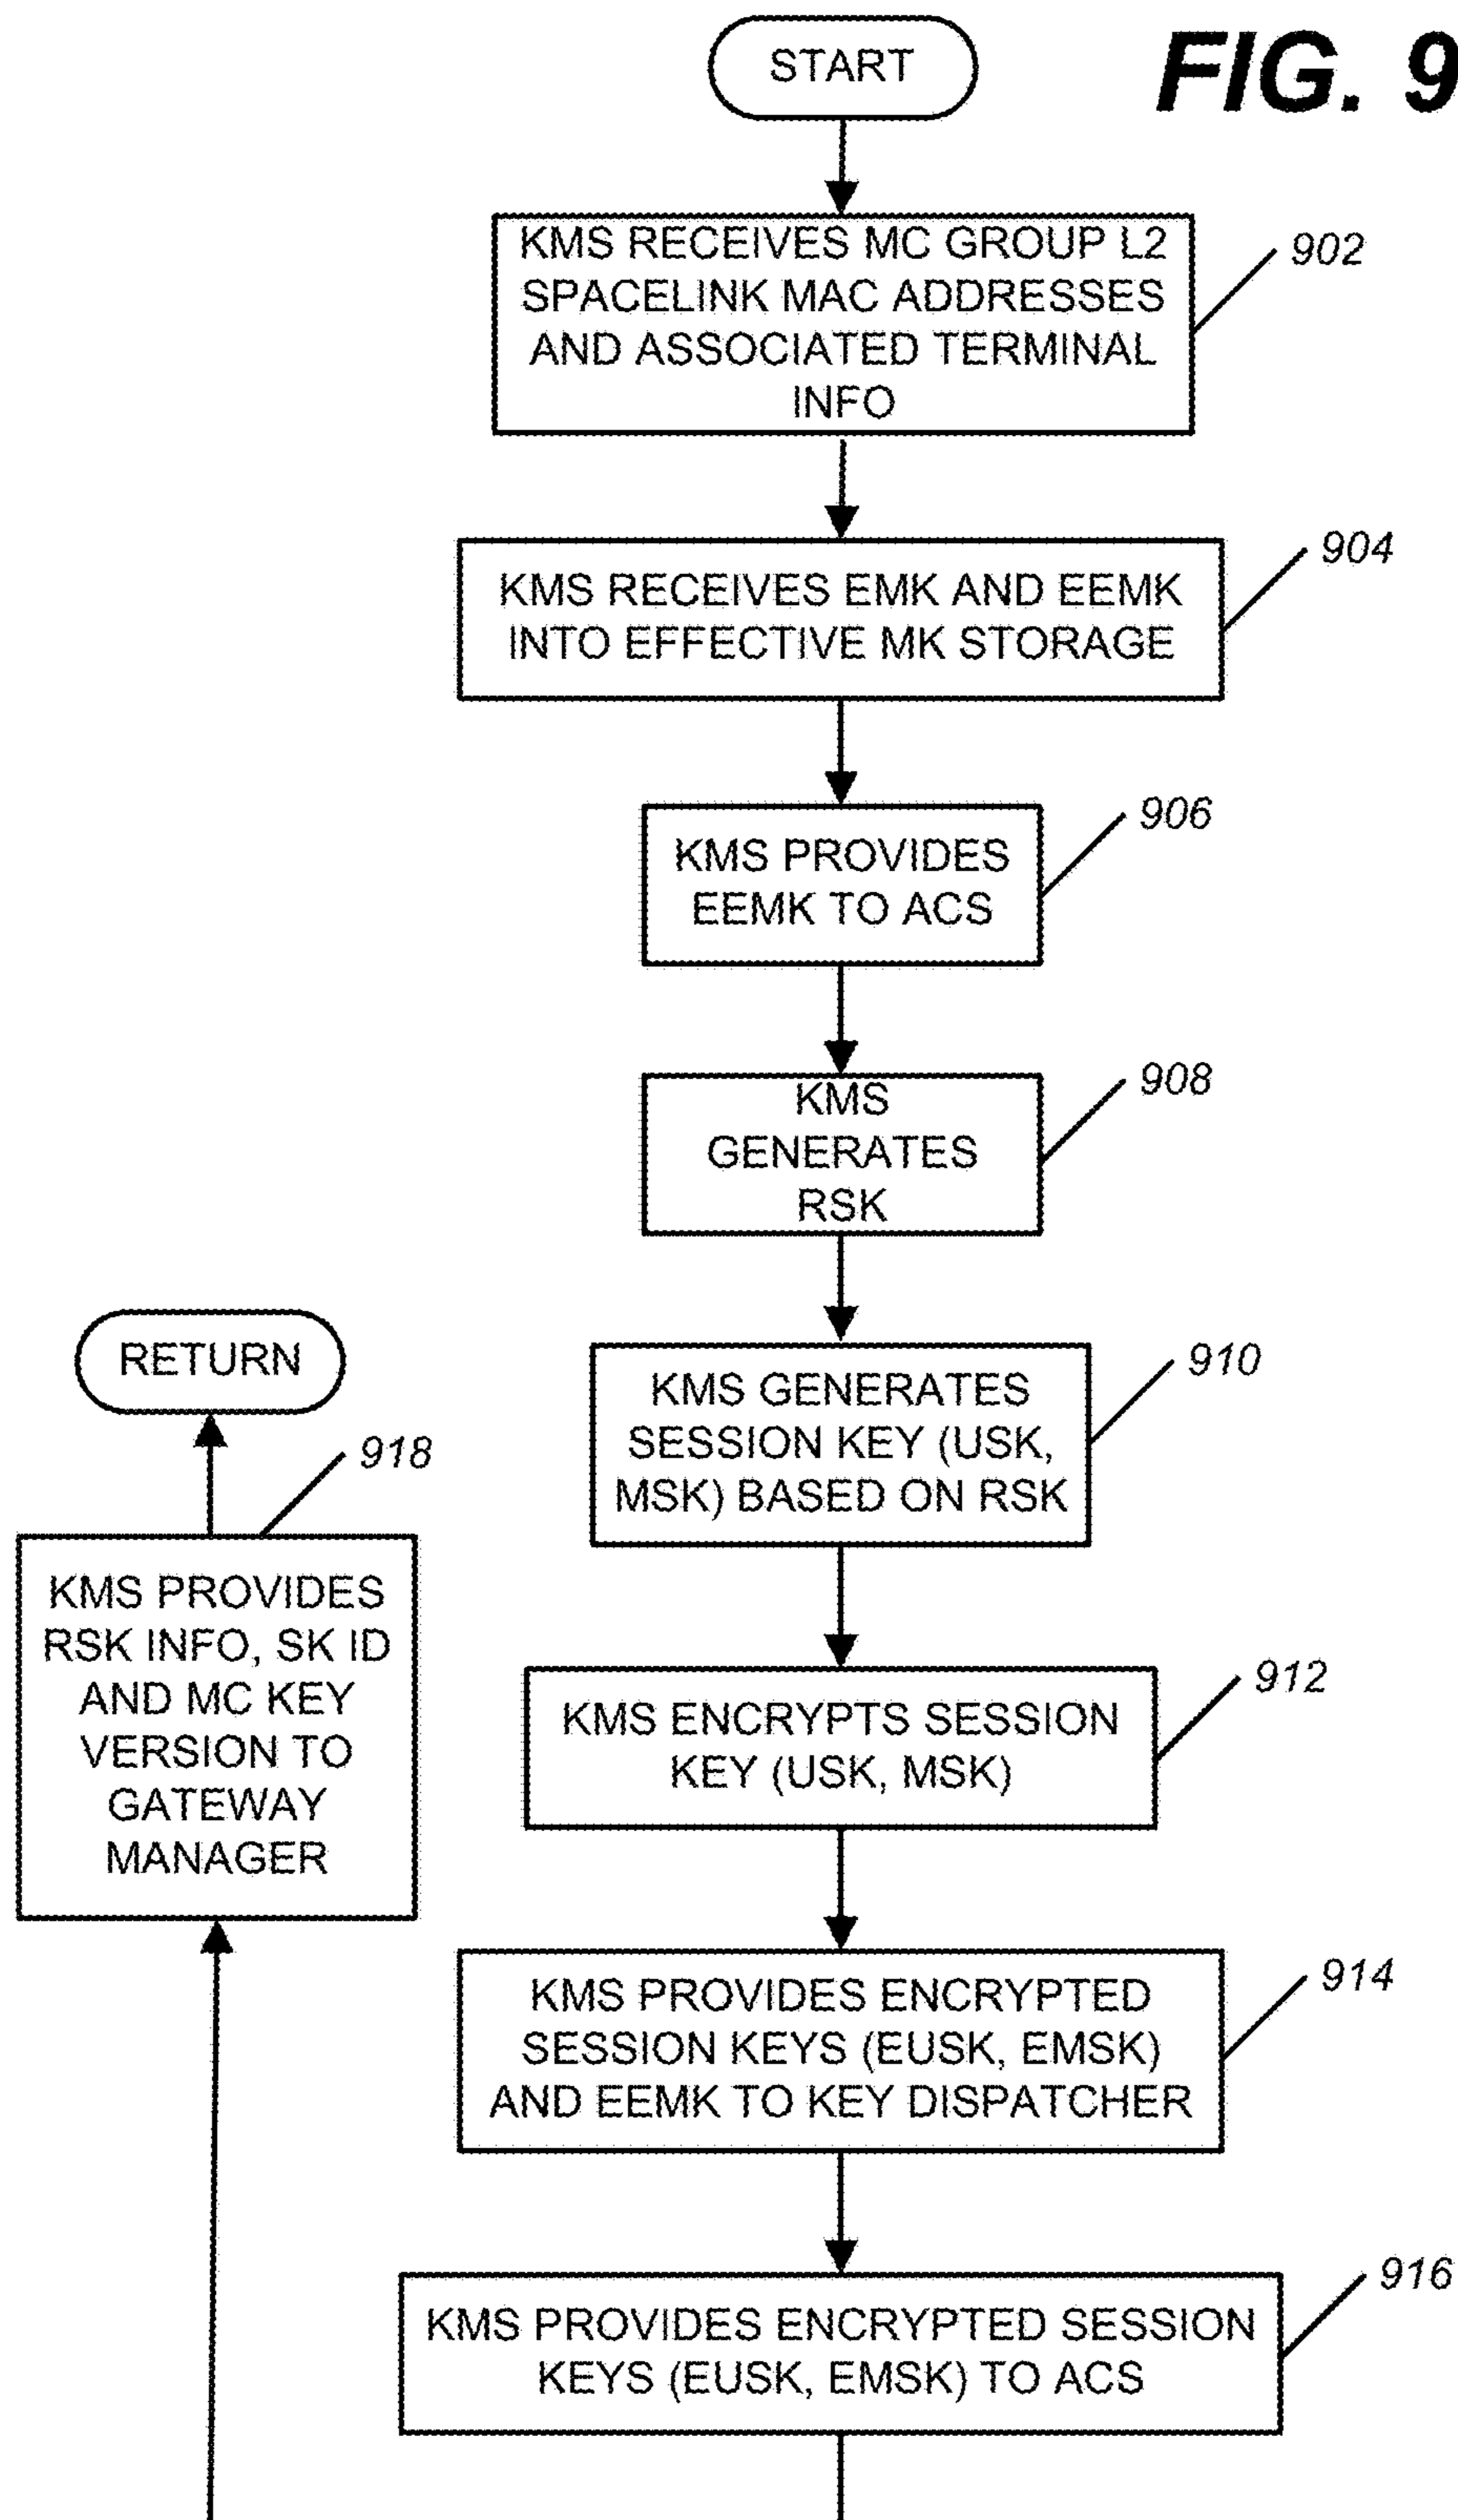 FIG. 9
START
KMS RECEIVES MC GROUP L2
SPACELINK MAC ADDRESSES
AND ASSOCIATED TERMINAL
INFO
902
KMS RECEIVES EMK AND EEMK
INTO EFFECTIVE MK STORAGE
904
KMS PROVIDES
EEMK TO ACS
906
KMS
GENERATES
RSK
908
KMS GENERATES
SESSION KEY (USK,
MSK) BASED ON RSK
910
KMS ENCRYPTS SESSION
KEY (USK, MSK)
912
KMS PROVIDES ENCRYPTED
SESSION KEYS (EUSK, EMSK)
AND EEMK TO KEY DISPATCHER
914
KMS PROVIDES ENCRYPTED SESSION
KEYS (EUSK, EMSK) TO ACS
916
KMS PROVIDES
RSK INFO, SK ID
AND MC KEY
VERSION TO
GATEWAY
MANAGER
918
RETURN